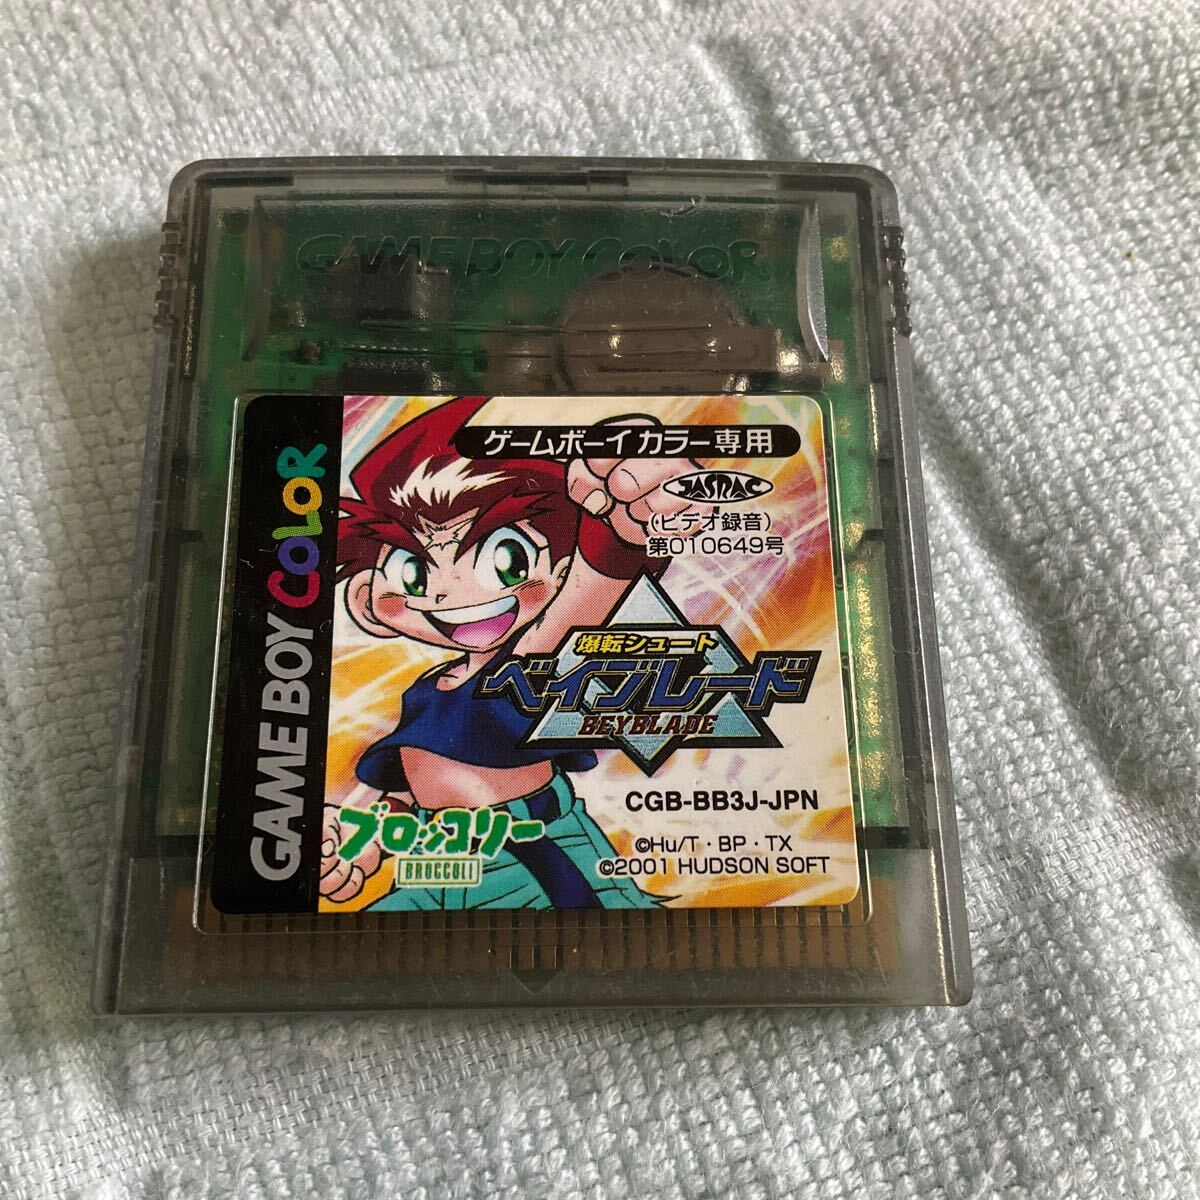 GAME BOY COLOR
GAME BOY COLOR
ゲームボーイカラー専用
JASRAC
(・ビデオ録音)
第010649号
爆転シュート
ベイブレード
BEYBLADE
CGB-BB3J-JPN
©Hu/T・BP・TX
©2001 HUDSON SOFT
ブロッコリー
BROCCOLI